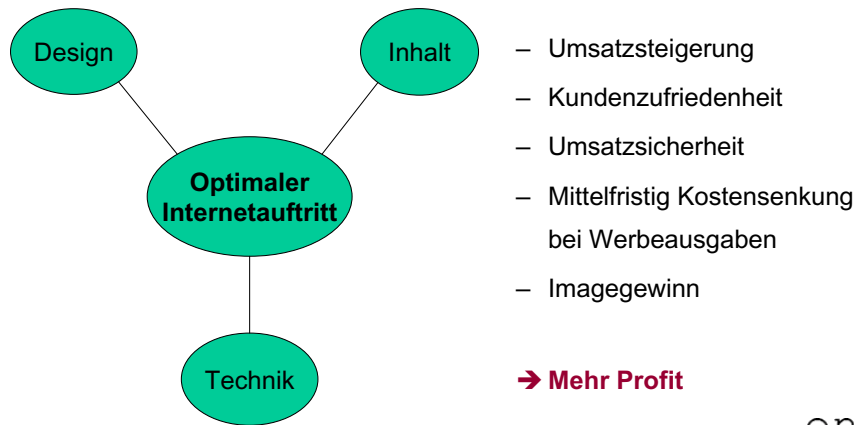 Design
Inhalt
Optimaler
Internetauftritt
Technik
– Umsatzsteigerung
– Kundenzufriedenheit
– Umsatzsicherheit
– Mittelfristig Kostensenkung
bei Werbeausgaben
– Imagegewinn
➔ Mehr Profit